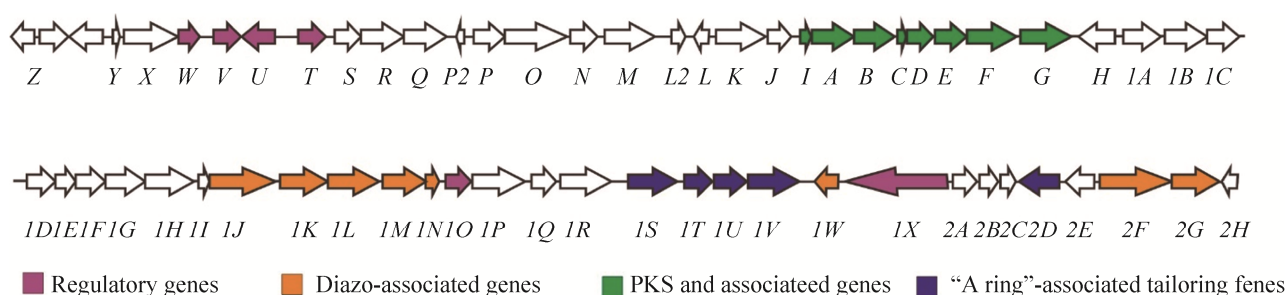 Z Y X W V U T S R Q P2 P O N M L2 L K J I A B C D E F G H 1A 1B 1C
1D 1E 1F 1G 1H 1I 1J 1K 1L 1M 1N 1O 1P 1Q 1R 1S 1T 1U 1V 1W 1X 2A 2B 2C 2D 2E 2F 2G 2H
Regulatory genes Diazo-associated genes PKS and associateed genes “A ring”-associated tailoring fenes